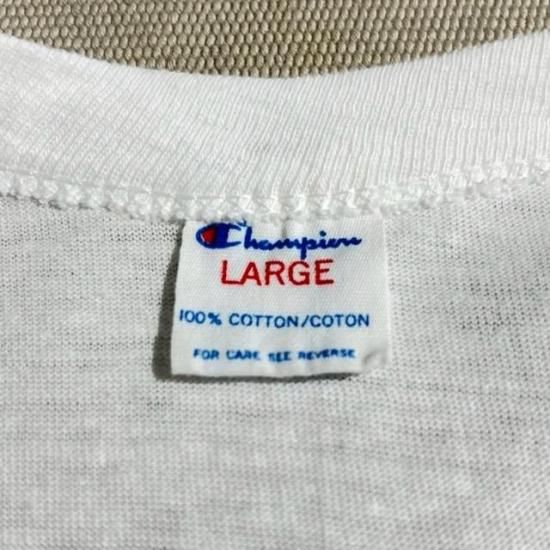 Champion
LARGE
100% COTTON/COTON
FOR CARE SEE REVERSE